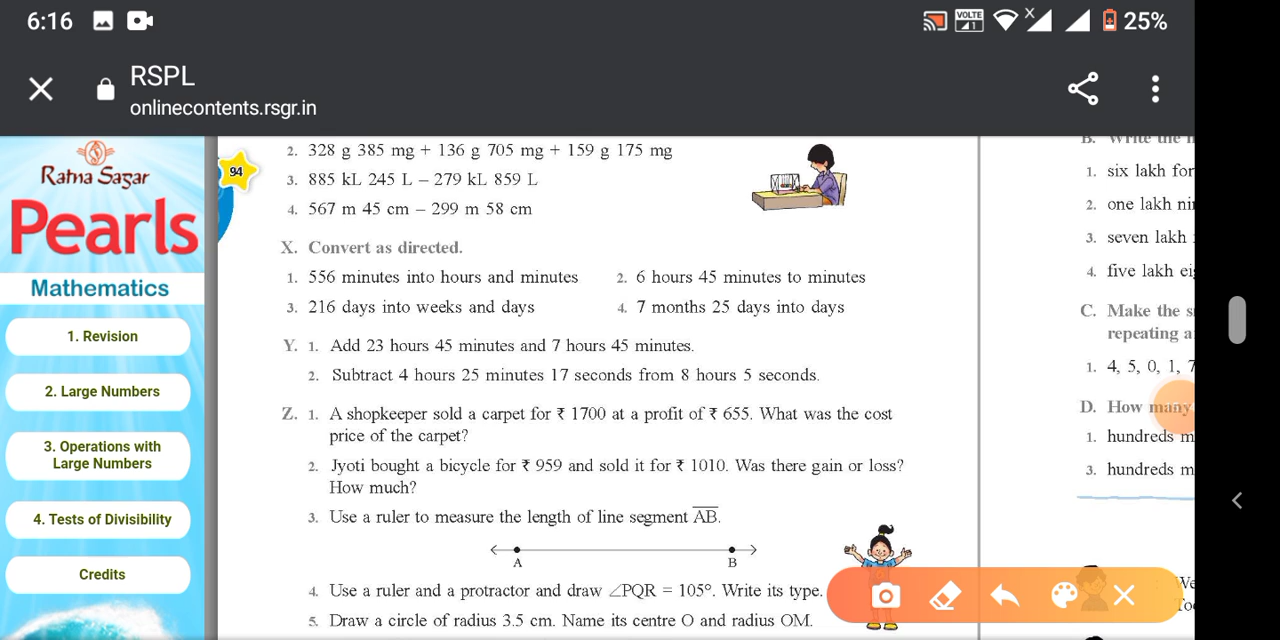 6:16
VOLTE 1
25%
RSPL
onlinecontents.rsgr.in
Ratna Sagar
Pearls
Mathematics
1. Revision
2. Large Numbers
3. Operations with
Large Numbers
4. Tests of Divisibility
Credits
94
2. 328 g 385 mg + 136 g 705 mg + 159 g 175 mg
3. 885 kL 245 L – 279 kL 859 L
4. 567 m 45 cm – 299 m 58 cm
X. Convert as directed.
1. 556 minutes into hours and minutes 2. 6 hours 45 minutes to minutes
3. 216 days into weeks and days 4. 7 months 25 days into days
Y. 1. Add 23 hours 45 minutes and 7 hours 45 minutes.
2. Subtract 4 hours 25 minutes 17 seconds from 8 hours 5 seconds.
Z. 1. A shopkeeper sold a carpet for ₹ 1700 at a profit of ₹ 655. What was the cost
price of the carpet?
2. Jyoti bought a bicycle for ₹ 959 and sold it for ₹ 1010. Was there gain or loss?
How much?
3. Use a ruler to measure the length of line segment A̅B̅.
A B
4. Use a ruler and a protractor and draw ∠PQR = 105°. Write its type.
5. Draw a circle of radius 3.5 cm. Name its centre O and radius OM.
B. Write the
1. six lakh for
2. one lakh
3. seven lakh
4. five lakh
C. Make the
repeating
1. 4, 5, 0, 1, 7
D. How many
1. hundreds
3. hundreds